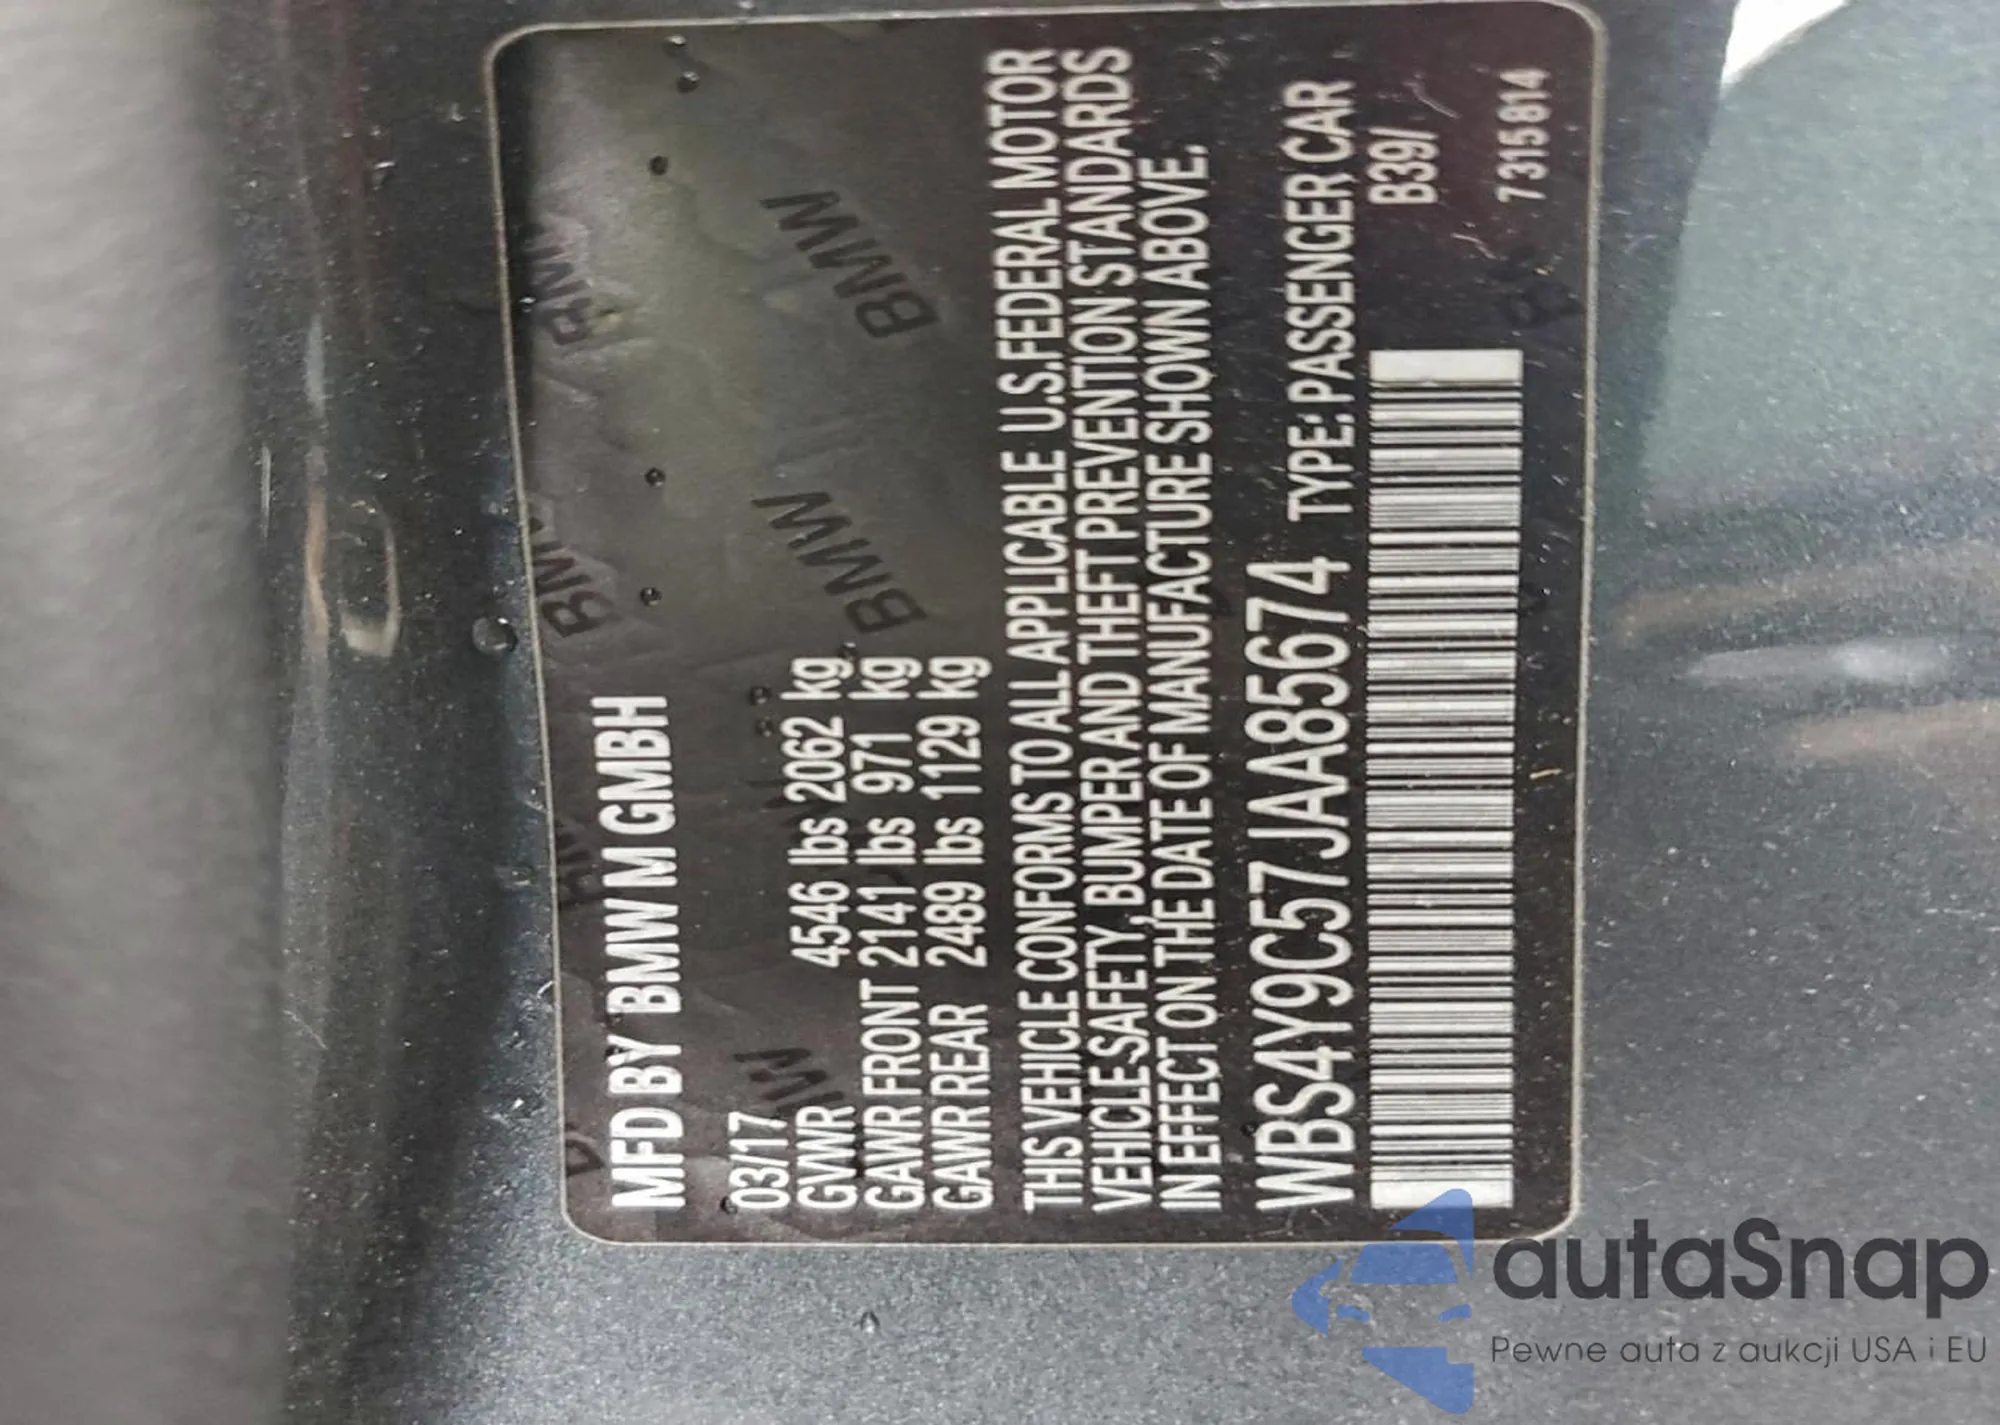 MFD BY BMW M GMBH
03/17
GVWR 4546 lbs 2062 kg
GAWR FRONT 2141 lbs 971 kg
GAWR REAR 2489 lbs 1129 kg
THIS VEHICLE CONFORMS TO ALL APPLICABLE U.S. FEDERAL MOTOR
VEHICLE SAFETY, BUMPER AND THEFT PREVENTION STANDARDS
IN EFFECT ON THE DATE OF MANUFACTURE SHOWN ABOVE.
WBS4Y9C57JAA85674 TYPE: PASSENGER CAR
B39/
7315814
BMW
BMW
BMW
BMW
autaSnap
Pewne auta z aukcji USA i EU